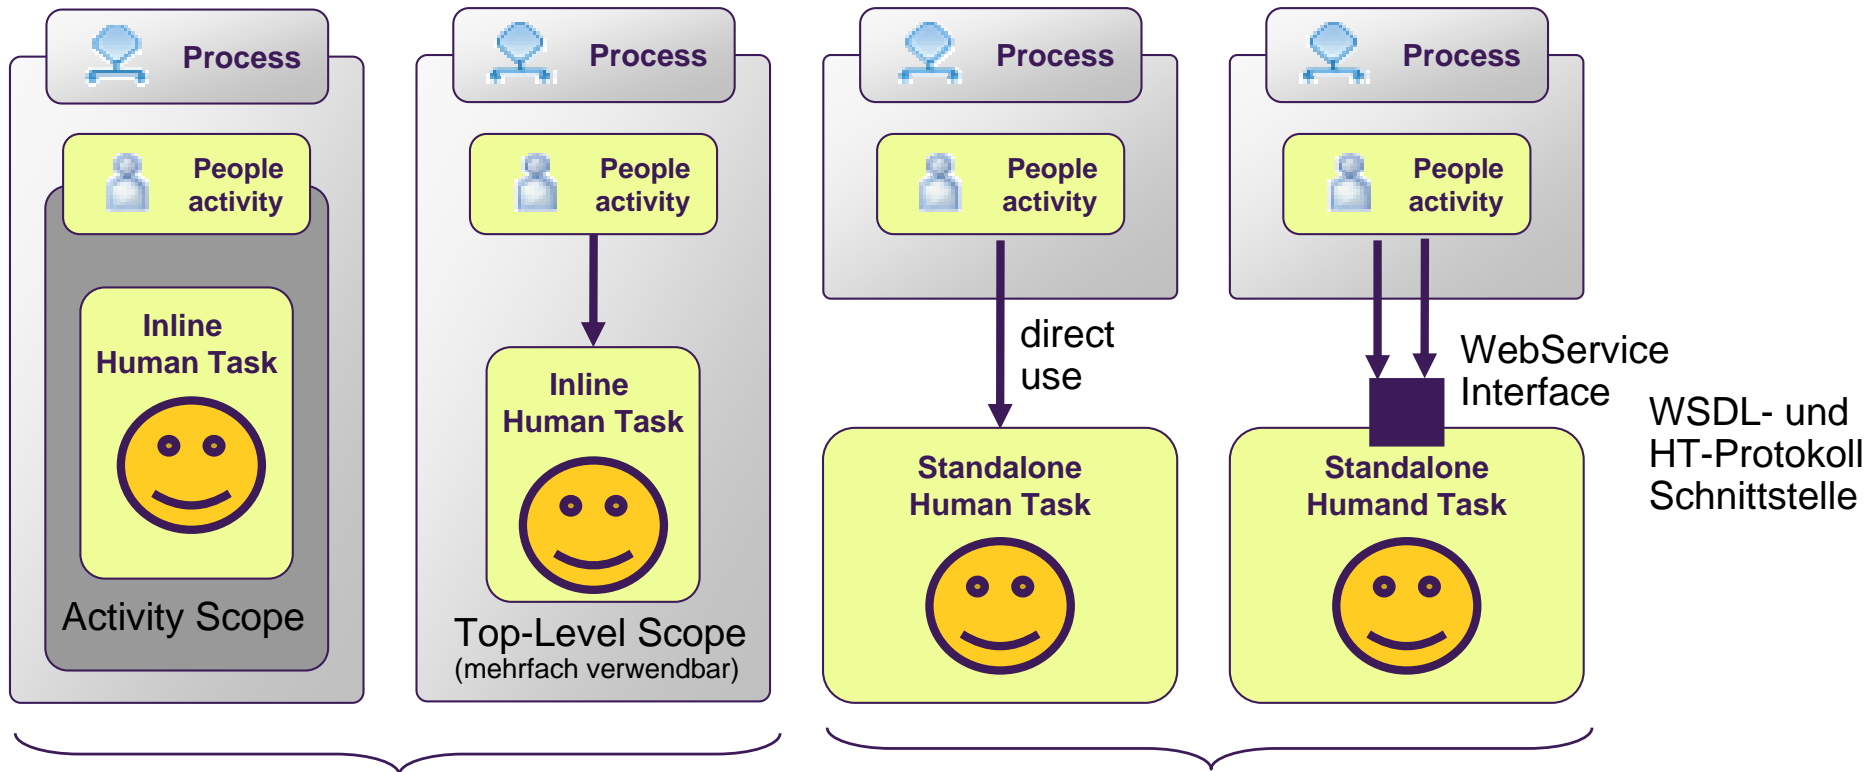 Process
People
activity
Inline
Human Task
Activity Scope
Process
People
activity
Inline
Human Task
Top-Level Scope
(mehrfach verwendbar)
Process
People
activity
direct
use
Standalone
Human Task
Process
People
activity
WebService
Interface
Standalone
Humand Task
WSDL- und
HT-Protokoll
Schnittstelle